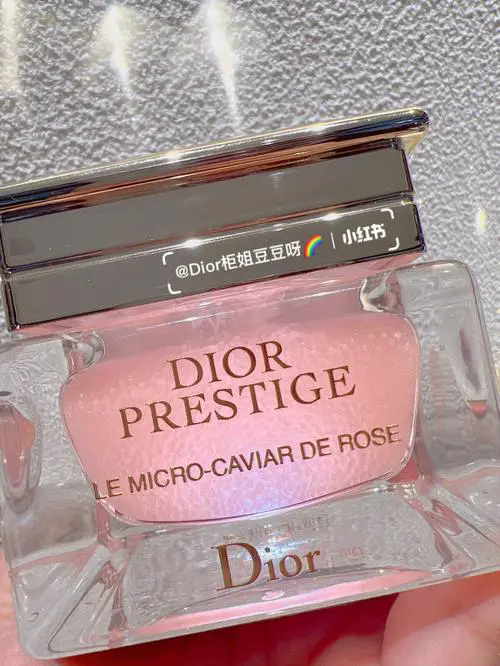 @Dior柜姐豆豆呀🌈 | 小红书
DIOR
PRESTIGE
LE MICRO-CAVIAR DE ROSE
Dior